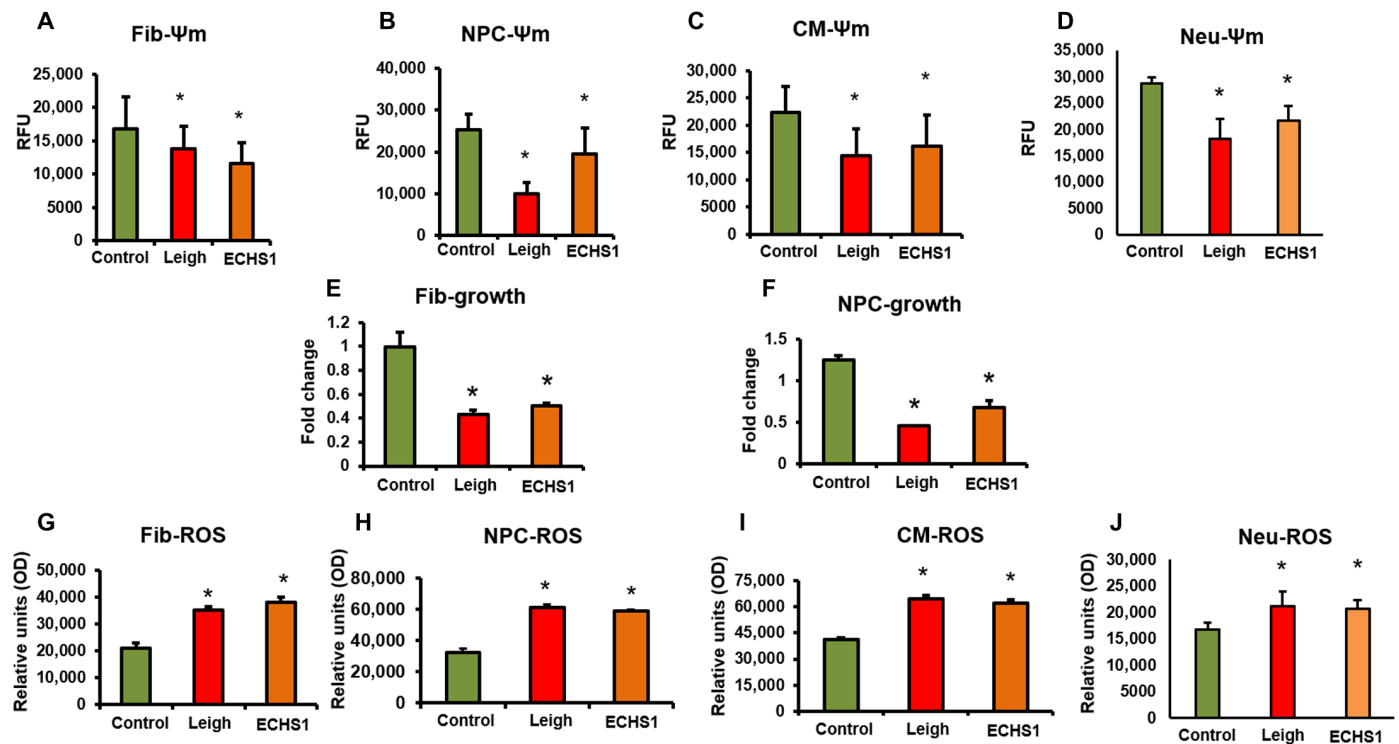 A
Fib-Ψm
RFU
25,000
20,000
15,000
10,000
5000
0
*
*
Control Leigh ECHS1
B
NPC-Ψm
RFU
40,000
30,000
20,000
10,000
0
*
*
Control Leigh ECHS1
C
CM-Ψm
RFU
30,000
25,000
20,000
15,000
10,000
5000
0
*
*
Control Leigh ECHS1
D
Neu-Ψm
RFU
35,000
30,000
25,000
20,000
15,000
10,000
5000
0
*
*
Control Leigh ECHS1
E
Fib-growth
Fold change
1.2
1
0.8
0.6
0.4
0.2
0
*
*
Control Leigh ECHS1
F
NPC-growth
Fold change
1.5
1
0.5
0
*
*
Control Leigh ECHS1
G
Fib-ROS
Relative units (OD)
50,000
40,000
30,000
20,000
10,000
0
*
*
Control Leigh ECHS1
H
NPC-ROS
Relative units (OD)
80,000
60,000
40,000
20,000
0
*
*
Control Leigh ECHS1
I
CM-ROS
Relative units (OD)
75,000
60,000
45,000
30,000
15,000
0
*
*
Control Leigh ECHS1
J
Neu-ROS
Relative units (OD)
30,000
25,000
20,000
15,000
10,000
5000
0
*
*
Control Leigh ECHS1